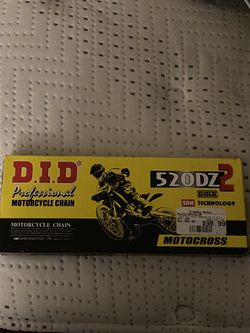 D.I.D®
Professional
MOTORCYCLE CHAIN
520DZ2
GOLD
SDH TECHNOLOGY
MOTORCYCLE CHAIN
$98.99
MOTOCROSS